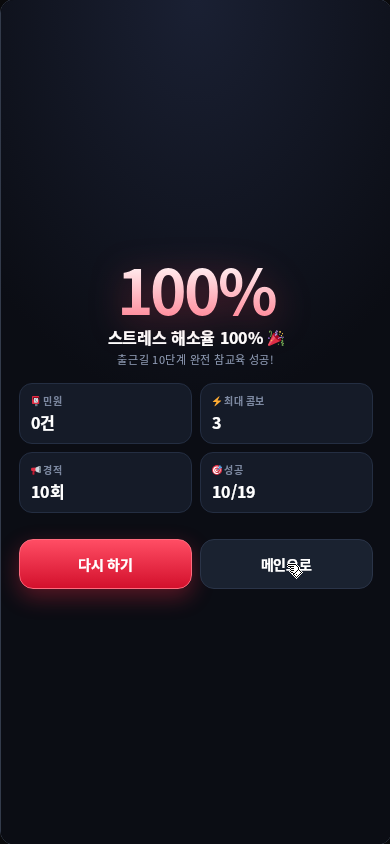 100%
스트레스 해소율 100% 🎉
출근길 10단계 완전 참교육 성공!
📮민원
0건
⚡최대 콤보
3
📢경적
10회
🎯성공
10/19
다시 하기
메인으로